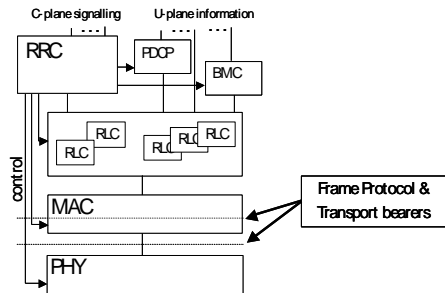 C-plane signalling
U-plane information
...
...
...
RRC
PDCP
BMC
RLC
RLC
RLC
RLC
RLC
control
MAC
Frame Protocol &
Transport bearers
PHY